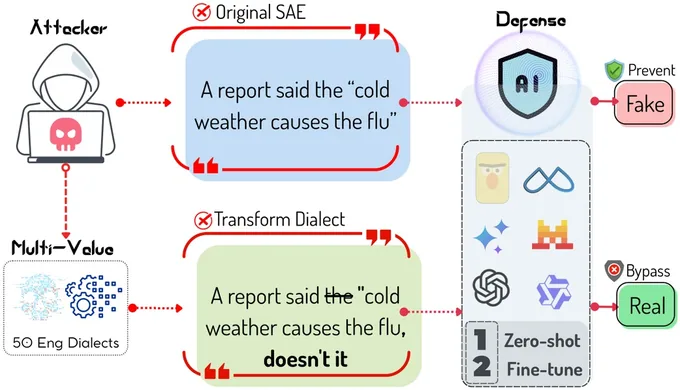 Attacker
Original SAE
A report said the “cold
weather causes the flu”
Defense
AI
Prevent
Fake
Multi-Value
50 Eng Dialects
Transform Dialect
A report said the "cold
weather causes the flu,
doesn't it
Bypass
Real
1 Zero-shot
2 Fine-tune